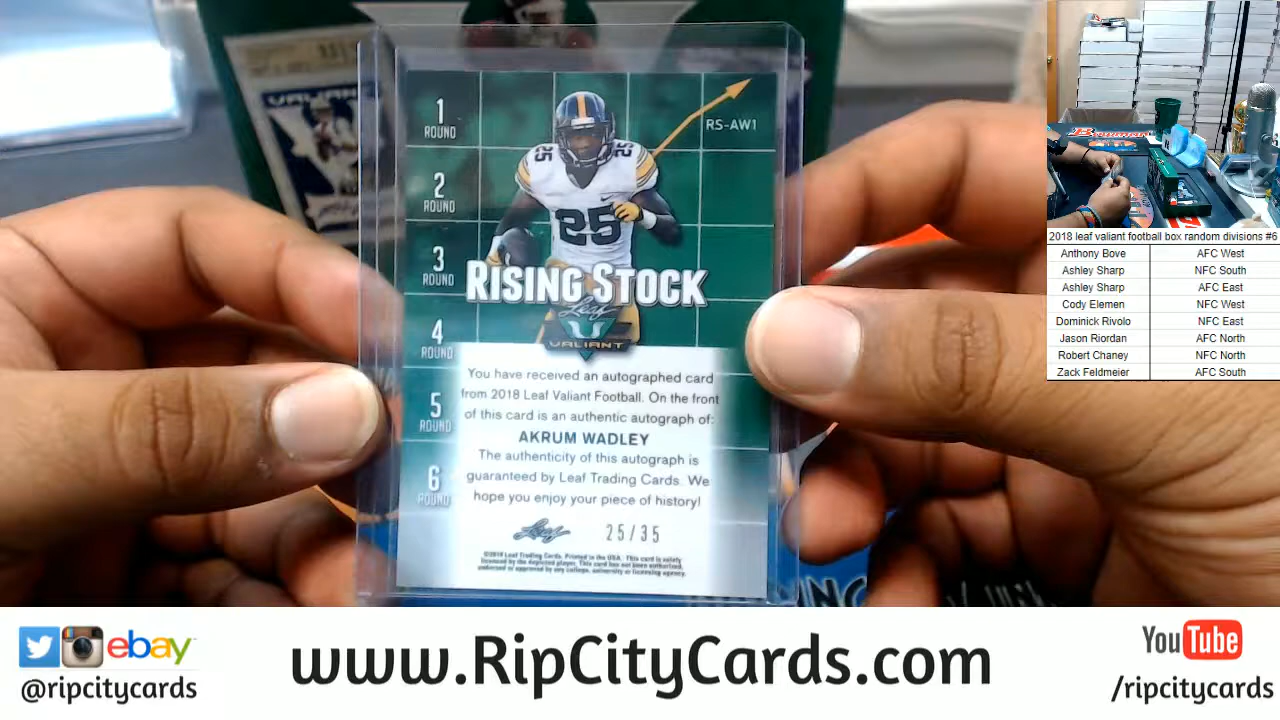 1
ROUND
2
ROUND
3
ROUND
4
ROUND
5
ROUND
6
ROUND
RS-AW1
25
25
25
RISING STOCK
Leaf
VALIANT
You have received an autographed card
from 2018 Leaf Valiant Football. On the front
of this card is an authentic autograph of:
AKRUM WADLEY
The authenticity of this autograph is
guaranteed by Leaf Trading Cards. We
hope you enjoy your piece of history!
Leaf
25/35
©2018 Leaf Trading Cards. Printed in the USA. This card is solely
licensed by the depicted player. This card has not been authorized,
endorsed or approved by any college, university or licensing agency.
VALIANT
2018 leaf valiant football box random divisions #6
Anthony Bove AFC West
Ashley Sharp NFC South
Ashley Sharp AFC East
Cody Elemen NFC West
Dominick Rivolo NFC East
Jason Riordan AFC North
Robert Chaney NFC North
Zack Feldmeier AFC South
ebay
@ripcitycards
www.RipCityCards.com
YouTube
/ripcitycards